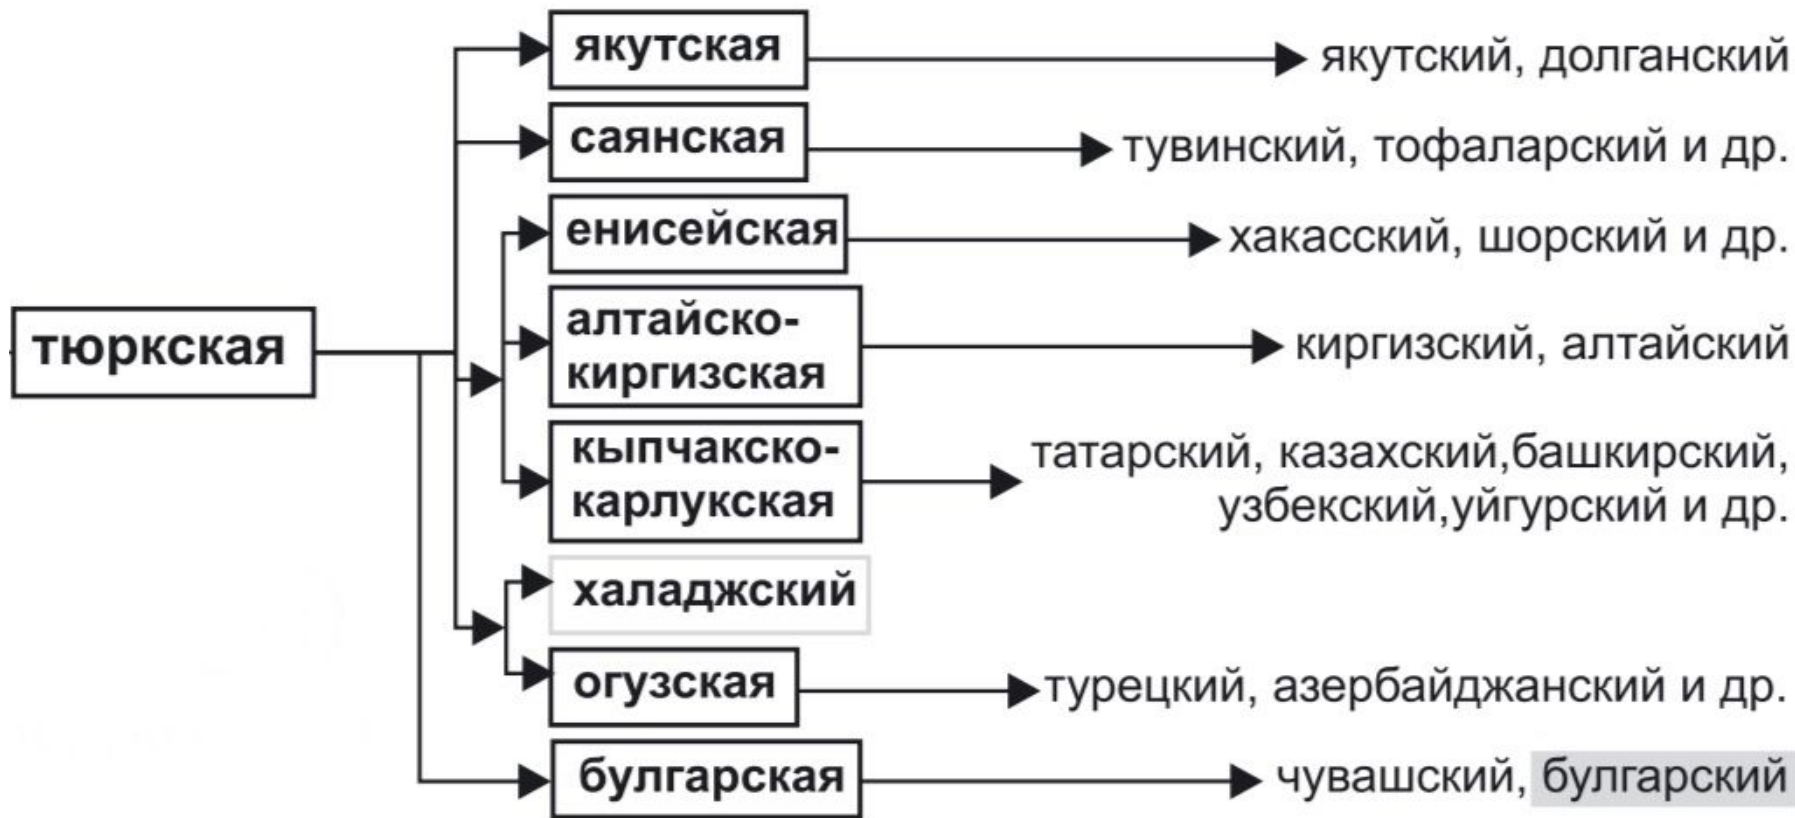 якутская
якутский, долганский
саянская
тувинский, тофаларский и др.
енисейская
хакасский, шорский и др.
тюркская
алтайско-
киргизская
киргизский, алтайский
кыпчакско-
карлукская
татарский, казахский,башкирский,
узбекский,уйгурский и др.
халаджский
огузская
турецкий, азербайджанский и др.
булгарская
чувашский, булгарский